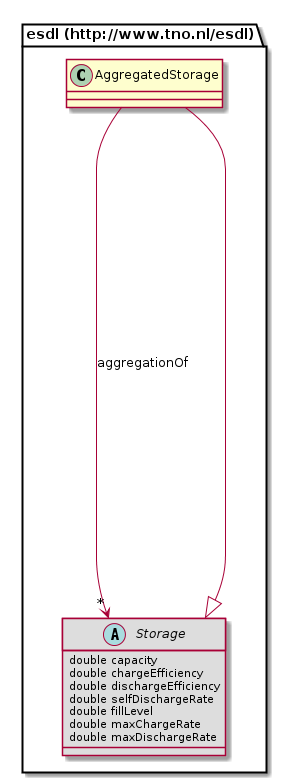 esdl (http://www.tno.nl/esdl)
C AggregatedStorage
aggregationOf
*
A Storage
double capacity
double chargeEfficiency
double dischargeEfficiency
double selfDischargeRate
double fillLevel
double maxChargeRate
double maxDischargeRate